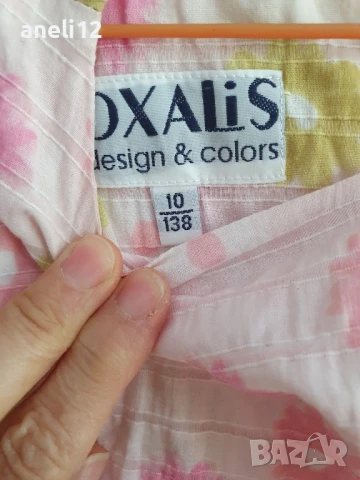 aneli12
OXALiS
design & colors
10
138
BAZAR